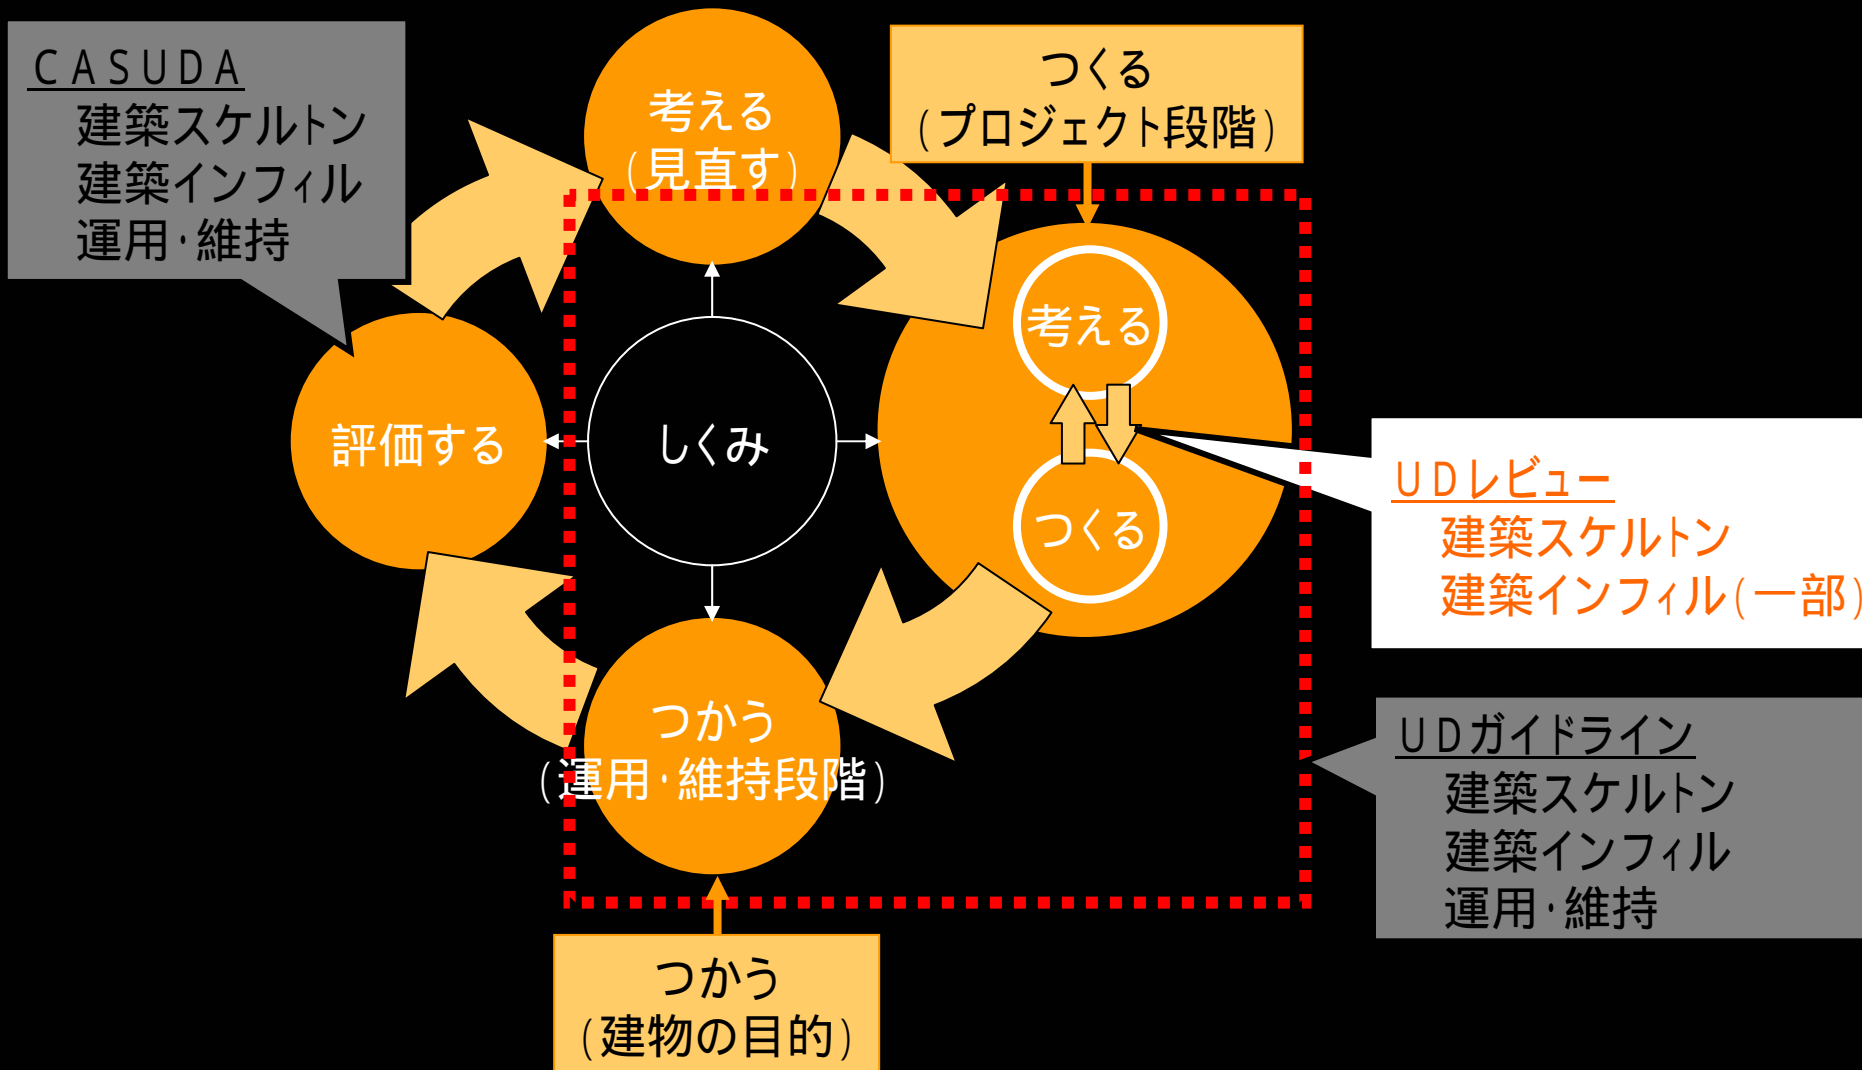 CASUDA
建築スケルトン
建築インフィル
運用・維持
考える
(見直す)
つくる
(プロジェクト段階)
考える
つくる
評価する
しくみ
UDレビュー
建築スケルトン
建築インフィル(一部)
つかう
(運用・維持段階)
UDガイドライン
建築スケルトン
建築インフィル
運用・維持
つかう
(建物の目的)